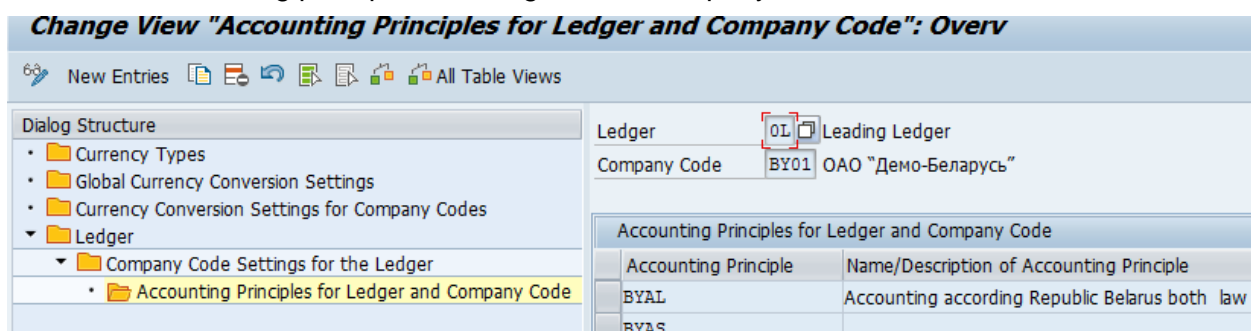 Change View "Accounting Principles for Ledger and Company Code": Overv
New Entries All Table Views
Dialog Structure
Currency Types
Global Currency Conversion Settings
Currency Conversion Settings for Company Codes
Ledger
Company Code Settings for the Ledger
Accounting Principles for Ledger and Company Code
Ledger 0L Leading Ledger
Company Code BY01 ОАО "Демо-Беларусь"
Accounting Principles for Ledger and Company Code
Accounting Principle Name/Description of Accounting Principle
BYAL Accounting according Republic Belarus both law
BYAS